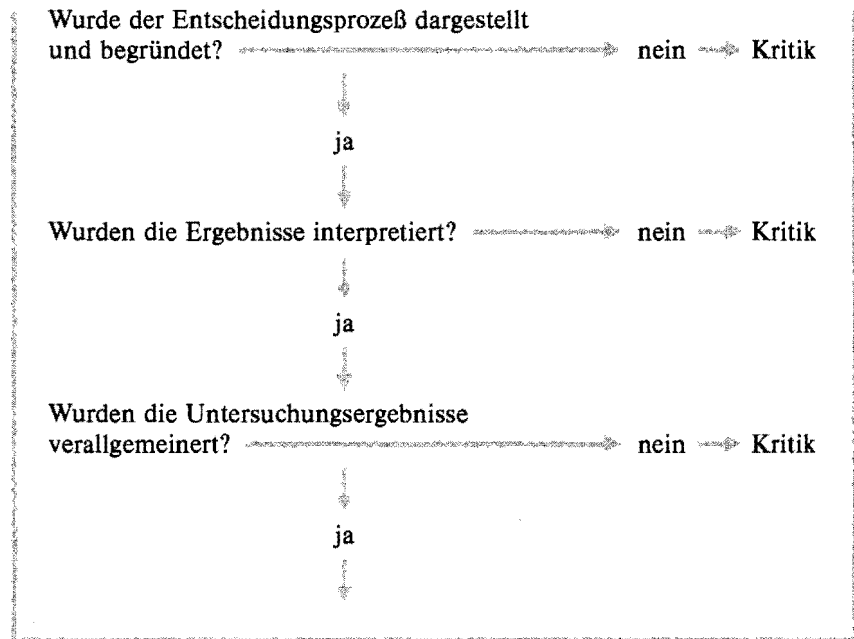 Wurde der Entscheidungsprozeß dargestellt
und begründet? nein Kritik
ja
Wurden die Ergebnisse interpretiert? nein Kritik
ja
Wurden die Untersuchungsergebnisse
verallgemeinert? nein Kritik
ja